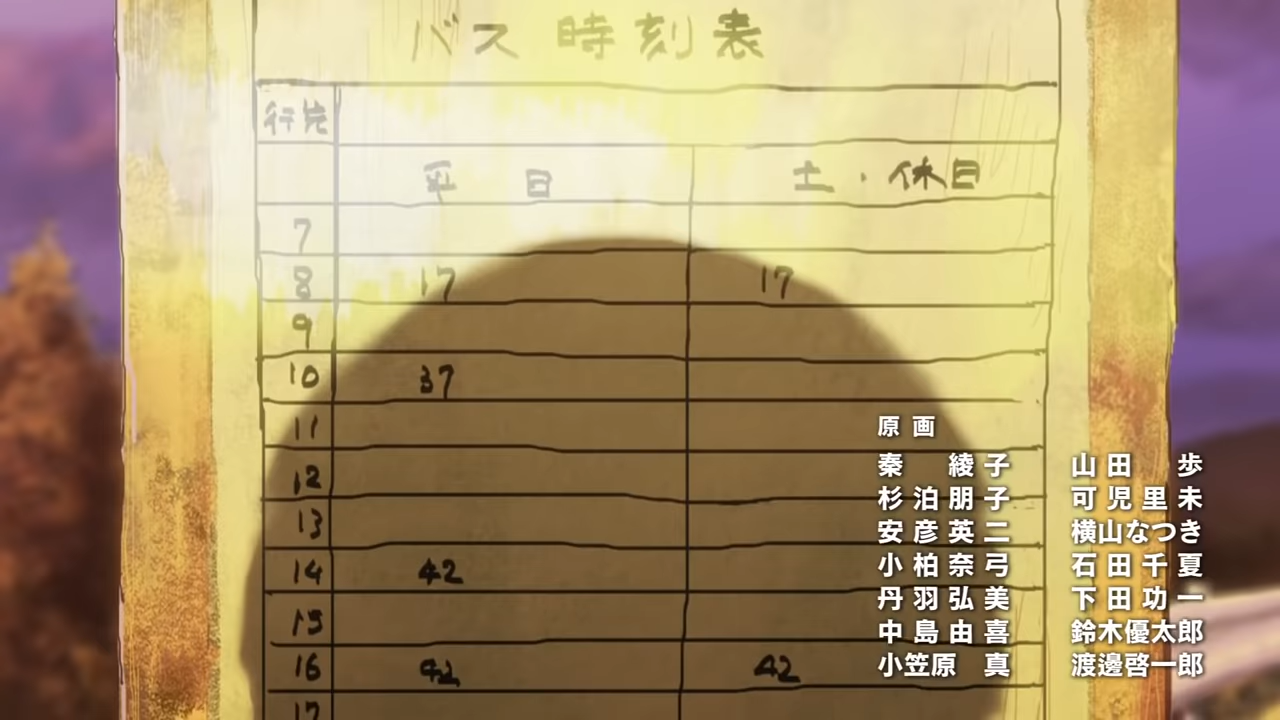 バス時刻表
行先
平日 土・休日
7
8 17 17
9
10 37
11
12
13
14 42
15
16 42 42
17
原画
秦 綾子 山田 歩
杉泊朋子 可児里未
安彦英二 横山なつき
小柏奈弓 石田千夏
丹羽弘美 下田功一
中島由喜 鈴木優太郎
小笠原 真 渡邊啓一郎